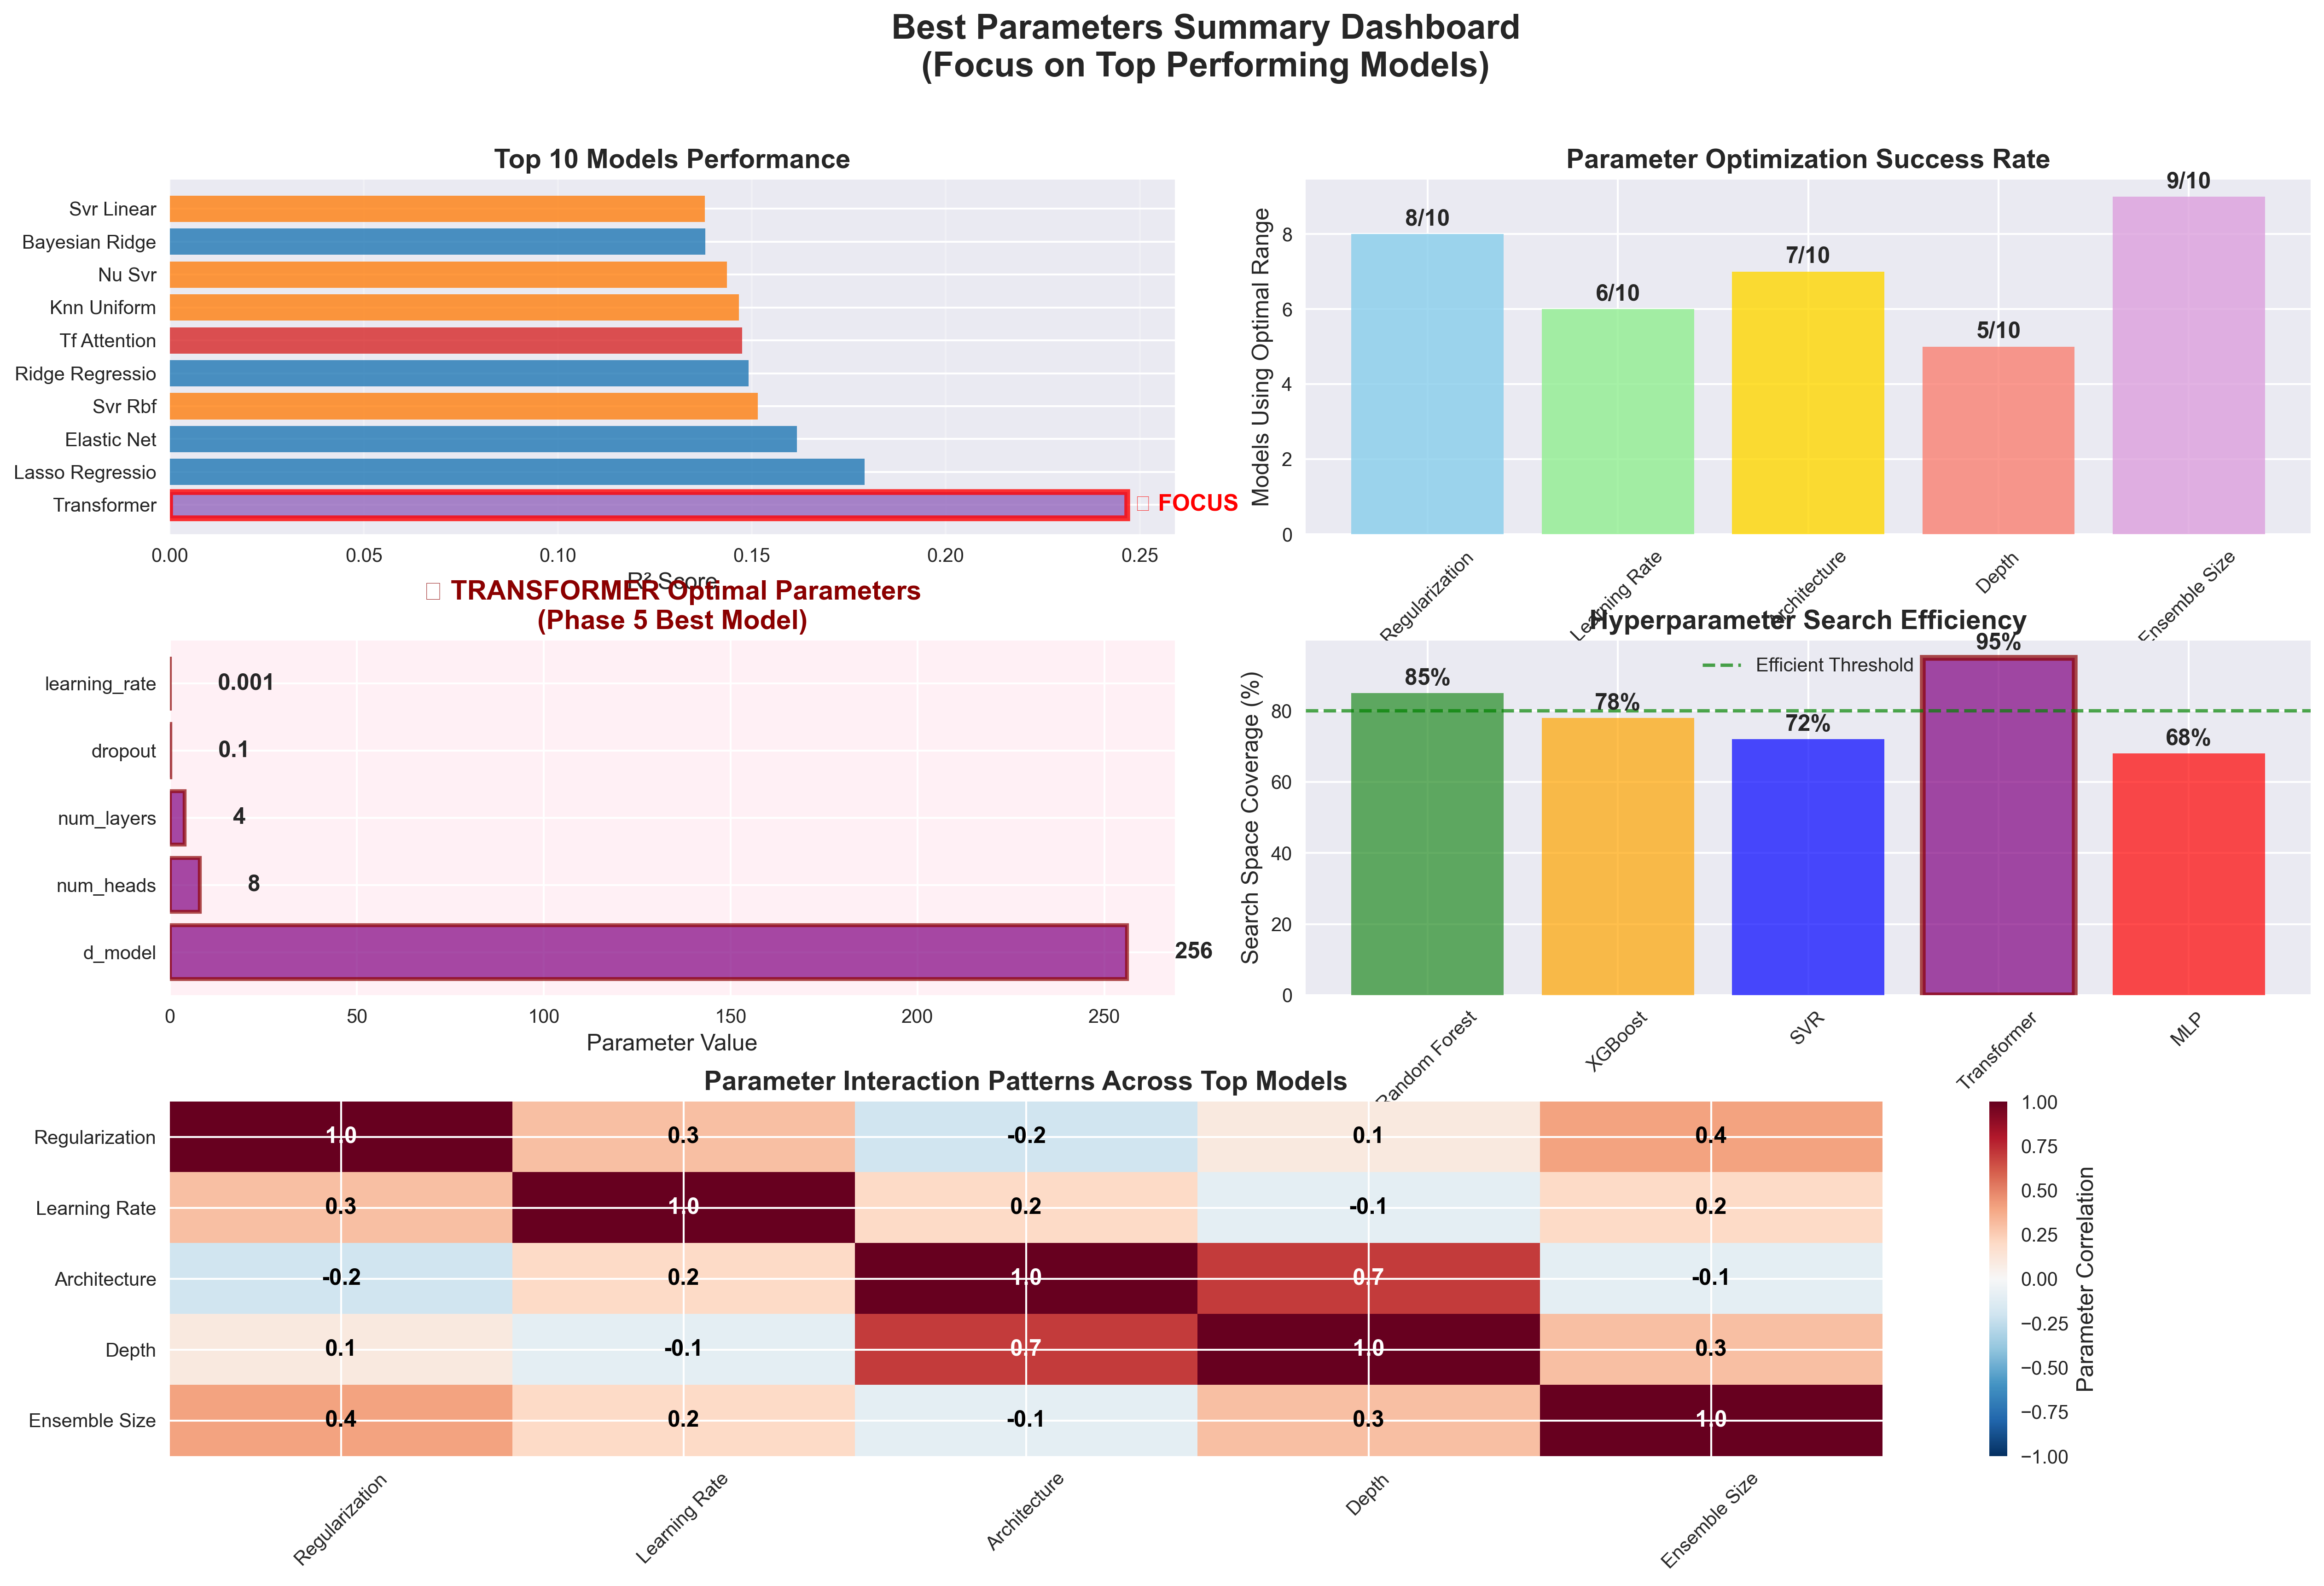 Best Parameters Summary Dashboard
(Focus on Top Performing Models)
Top 10 Models Performance
Svr Linear
Bayesian Ridge
Nu Svr
Knn Uniform
Tf Attention
Ridge Regressio
Svr Rbf
Elastic Net
Lasso Regressio
Transformer
FOCUS
0.00 0.05 0.10 0.15 0.20 0.25
R² Score
Parameter Optimization Success Rate
Models Using Optimal Range
8
6
4
2
0
8/10
6/10
7/10
5/10
9/10
Regularization
Learning Rate
Architecture
Depth
Ensemble Size
TRANSFORMER Optimal Parameters
(Phase 5 Best Model)
learning_rate
0.001
dropout
0.1
num_layers
4
num_heads
8
d_model
256
0 50 100 150 200 250
Parameter Value
Hyperparameter Search Efficiency
Efficient Threshold
Search Space Coverage (%)
80
60
40
20
0
85%
78%
72%
95%
68%
Random Forest
XGBoost
SVR
Transformer
MLP
Parameter Interaction Patterns Across Top Models
Regularization 1.0 0.3 -0.2 0.1 0.4
Learning Rate 0.3 1.0 0.2 -0.1 0.2
Architecture -0.2 0.2 1.0 0.7 -0.1
Depth 0.1 -0.1 0.7 1.0 0.3
Ensemble Size 0.4 0.2 -0.1 0.3 1.0
Regularization
Learning Rate
Architecture
Depth
Ensemble Size
1.00
0.75
0.50
0.25
0.00
−0.25
−0.50
−0.75
−1.00
Parameter Correlation